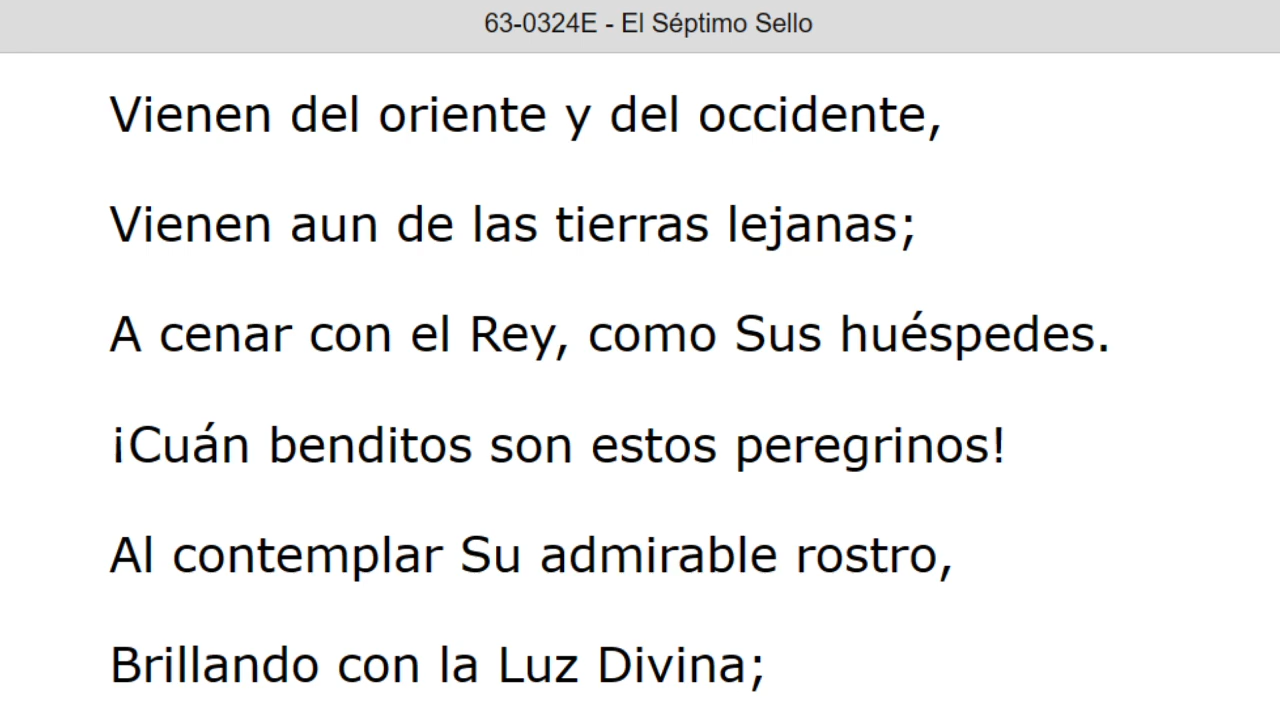 63-0324E - El Séptimo Sello
Vienen del oriente y del occidente,
Vienen aun de las tierras lejanas;
A cenar con el Rey, como Sus huéspedes.
¡Cuán benditos son estos peregrinos!
Al contemplar Su admirable rostro,
Brillando con la Luz Divina;